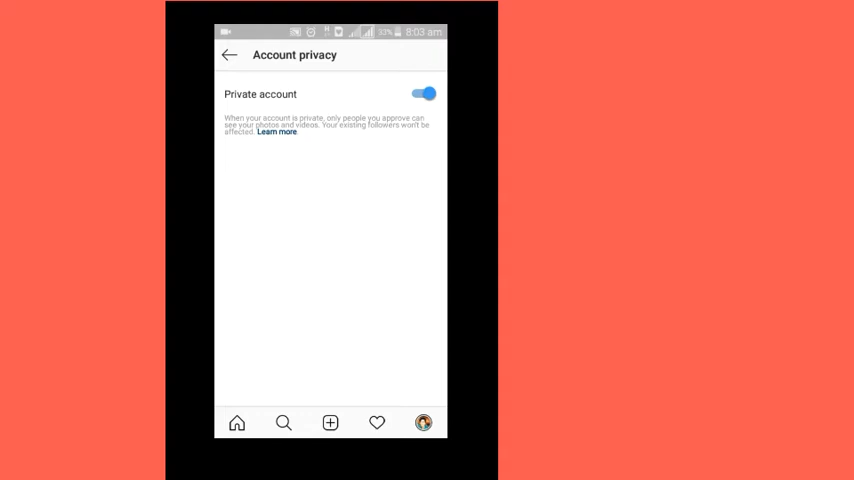 33% 8:03 am
Account privacy
Private account
When your account is private, only people you approve can
see your photos and videos. Your existing followers won't be
affected. Learn more